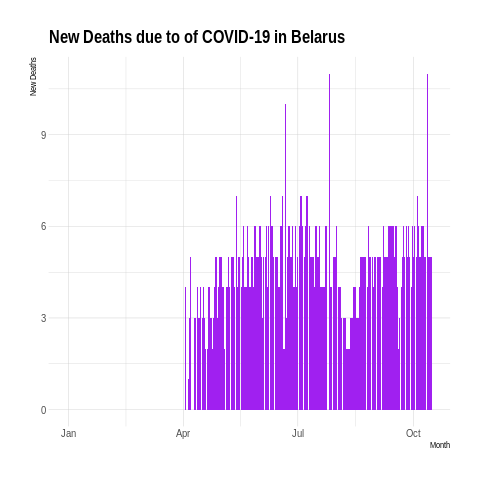 New Deaths due to of COVID-19 in Belarus
New Deaths
9
6
3
0
Jan Apr Jul Oct
Month